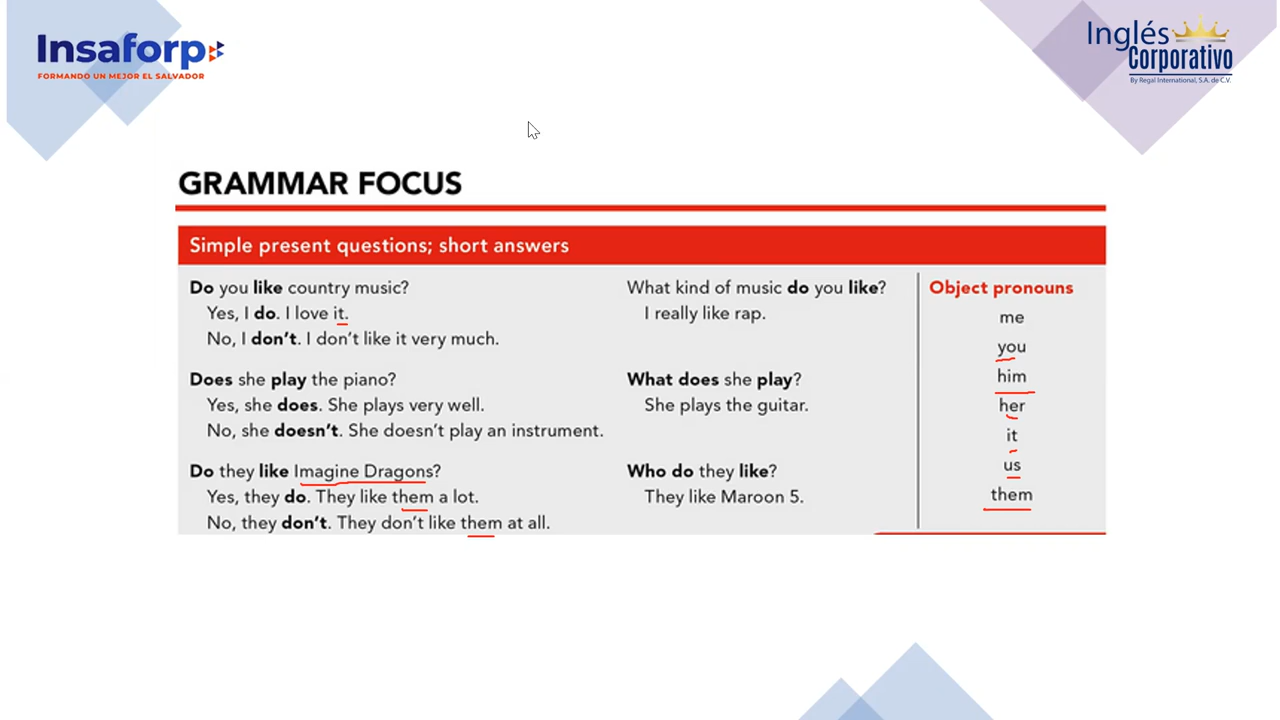 Insaforp
FORMANDO UN MEJOR EL SALVADOR
Inglés
Corporativo
By Regal International, S.A. de C.V.
GRAMMAR FOCUS
Simple present questions; short answers
Do you like country music?
Yes, I do. I love it.
No, I don't. I don't like it very much.
Does she play the piano?
Yes, she does. She plays very well.
No, she doesn't. She doesn't play an instrument.
Do they like Imagine Dragons?
Yes, they do. They like them a lot.
No, they don't. They don't like them at all.
What kind of music do you like?
I really like rap.
What does she play?
She plays the guitar.
Who do they like?
They like Maroon 5.
Object pronouns
me
you
him
her
it
us
them